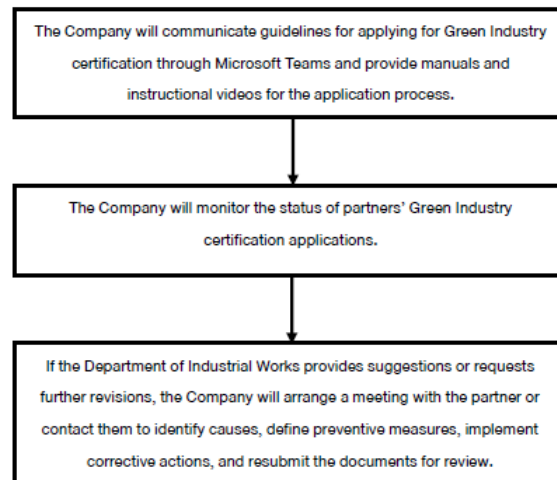 The Company will communicate guidelines for applying for Green Industry
certification through Microsoft Teams and provide manuals and
instructional videos for the application process.
The Company will monitor the status of partners' Green Industry
certification applications.
If the Department of Industrial Works provides suggestions or requests
further revisions, the Company will arrange a meeting with the partner or
contact them to identify causes, define preventive measures, implement
corrective actions, and resubmit the documents for review.